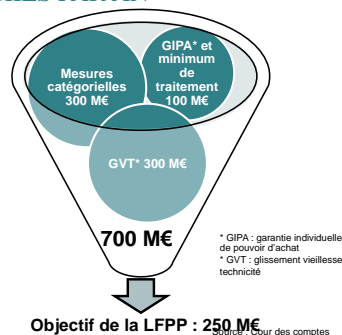 GIPA* et
minimum
de
traitement
100 M€
Mesures
catégorielles
300 M€
GVT* 300 M€
700 M€
* GIPA : garantie individuelle
de pouvoir d'achat
* GVT : glissement vieillesse
technicité
Objectif de la LFPP : 250 M€
Source : Cour des comptes